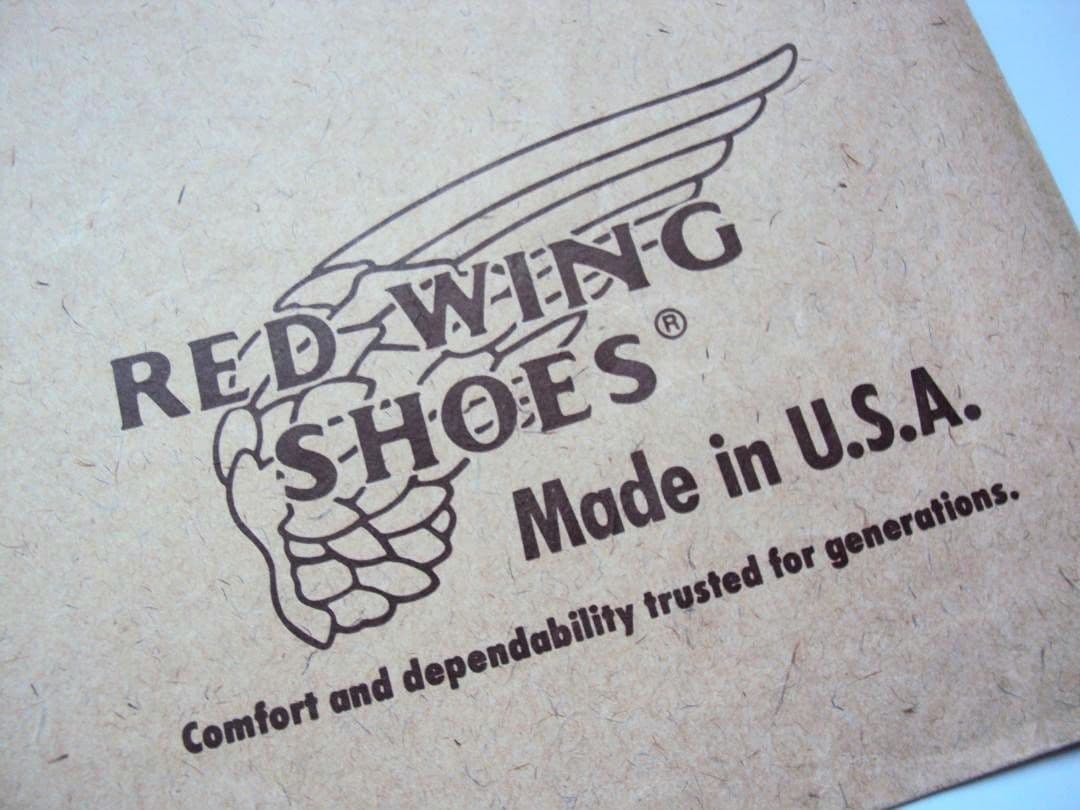 RED WING
SHOES®
Made in U.S.A.
Comfort and dependability trusted for generations.